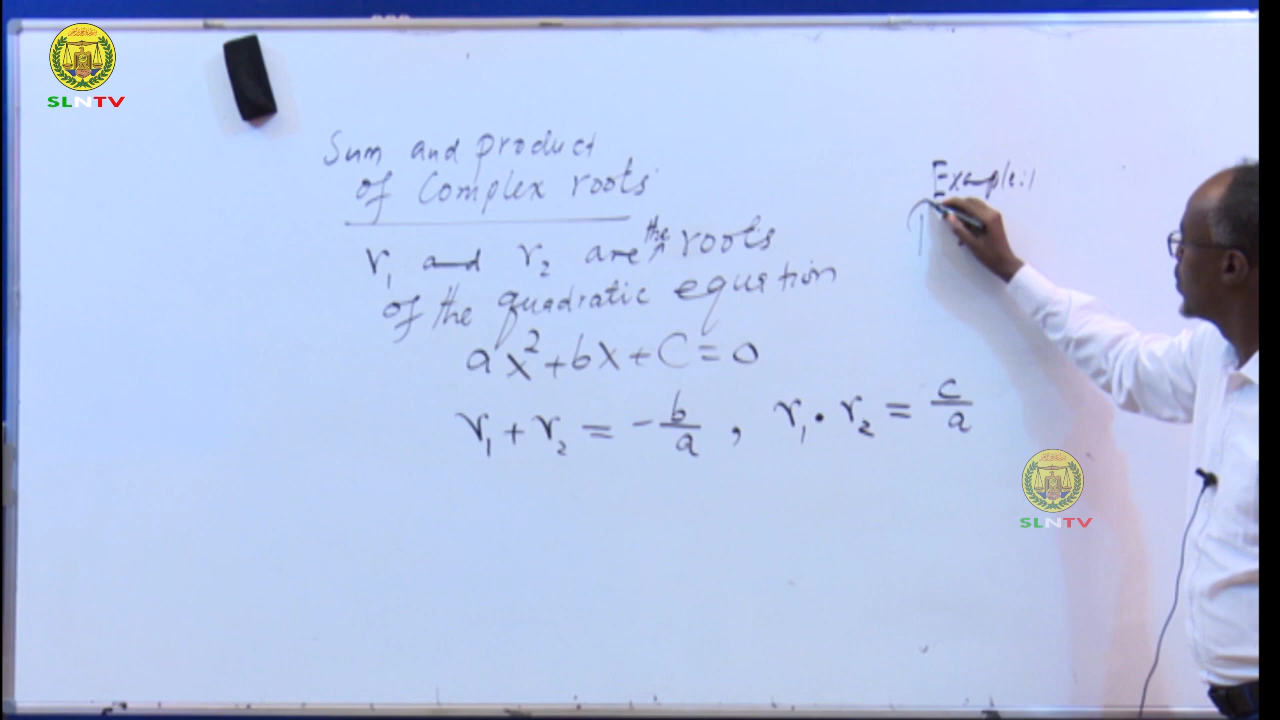 SLNTV
Sum and product
of Complex roots
r₁ and r₂ are the roots
of the quadratic equation
ax²+bx+C=0
r₁+r₂=-b/a, r₁·r₂=c/a
Example:1
SLNTV